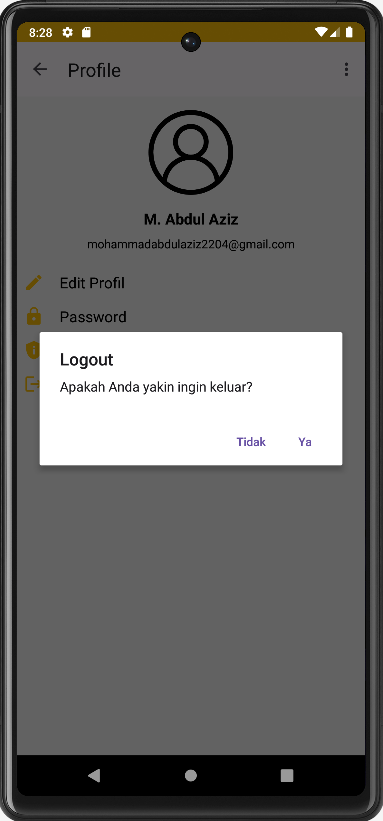 8:28
Profile
M. Abdul Aziz
mohammadabdulaziz2204@gmail.com
Edit Profil
Password
Logout
Apakah Anda yakin ingin keluar?
Tidak
Ya